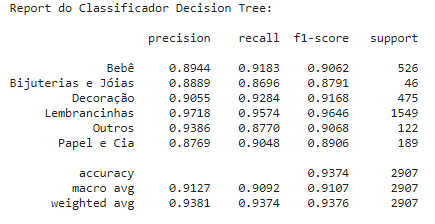 Report do Classificador Decision Tree:
precision recall f1-score support
Bebê 0.8944 0.9183 0.9062 526
Bijuterias e Jóias 0.8889 0.8696 0.8791 46
Decoração 0.9055 0.9284 0.9168 475
Lembrancinhas 0.9718 0.9574 0.9646 1549
Outros 0.9386 0.8770 0.9068 122
Papel e Cia 0.8769 0.9048 0.8906 189
accuracy 0.9374 2907
macro avg 0.9127 0.9092 0.9107 2907
weighted avg 0.9381 0.9374 0.9376 2907